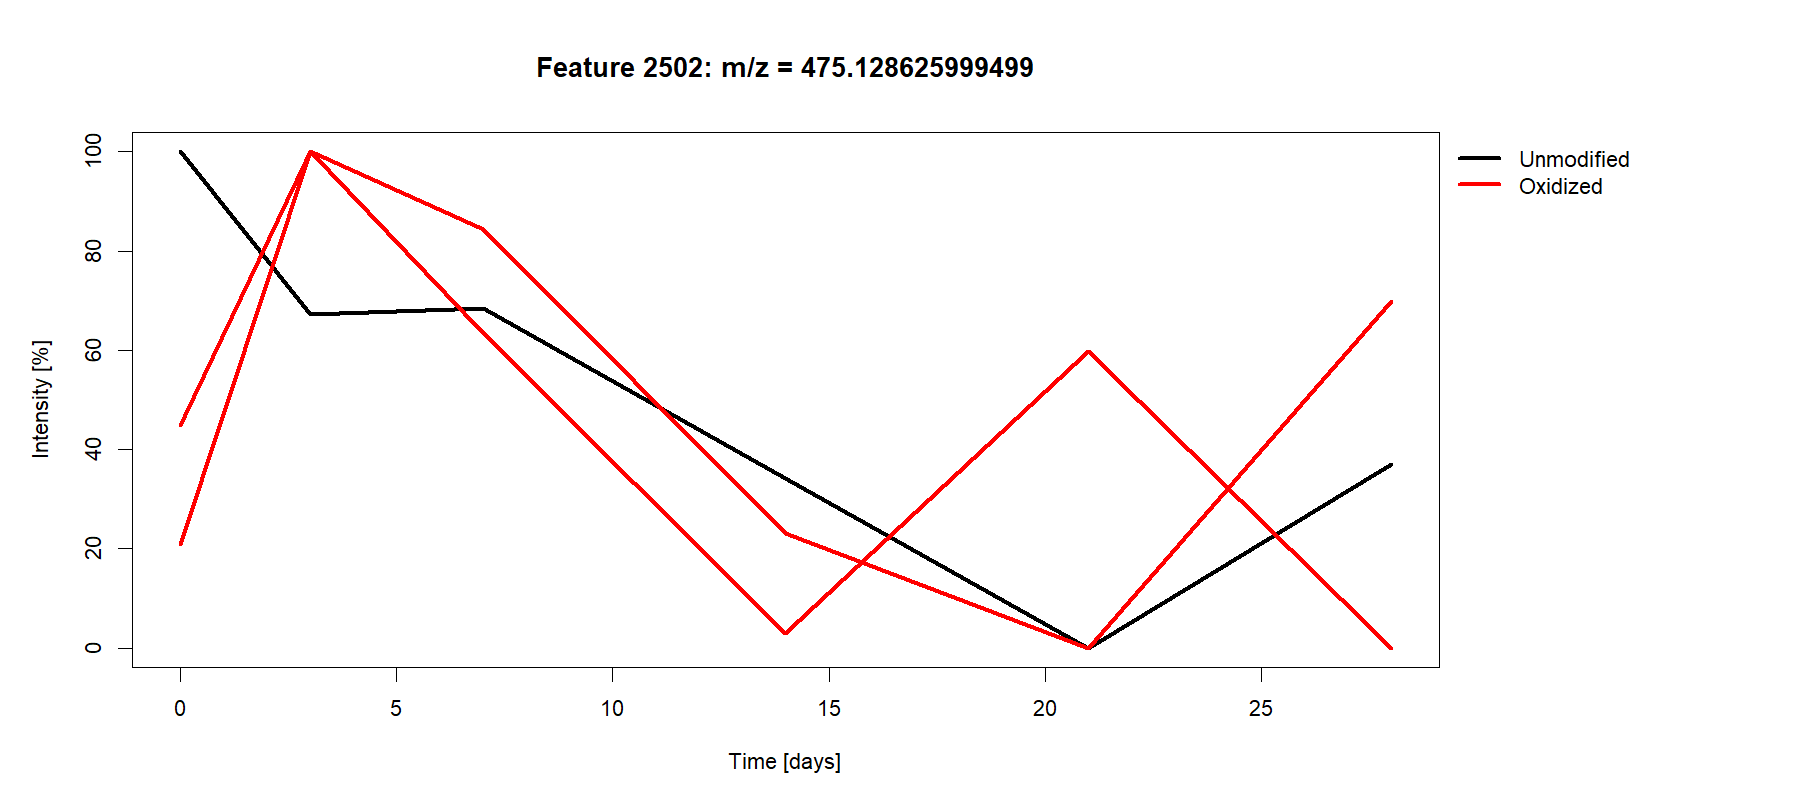 Feature 2502: m/z = 475.128625999499
Unmodified
Oxidized
100
80
60
40
20
0
Intensity [%]
0 5 10 15 20 25
Time [days]